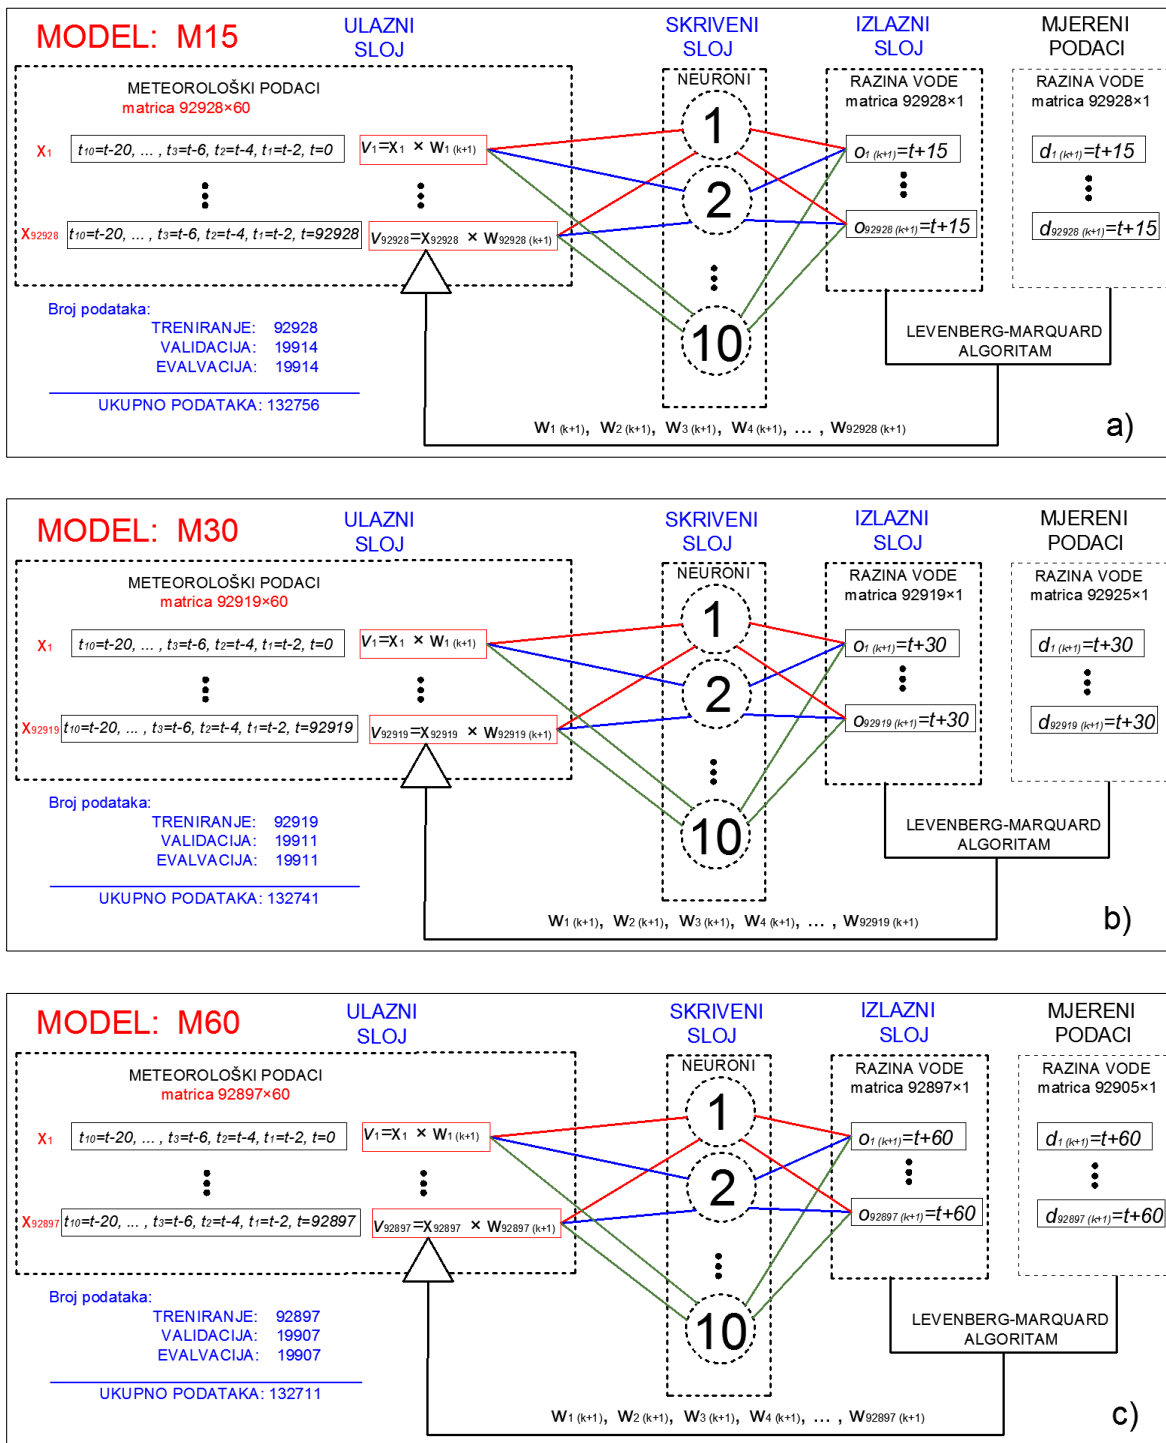 MODEL: M15
ULAZNI
SLOJ
SKRIVENI
SLOJ
IZLAZNI
SLOJ
MJERENI
PODACI
METEOROLOŠKI PODACI
matrica 92928×60
NEURONI
RAZINA VODE
matrica 92928×1
RAZINA VODE
matrica 92928×1
X1 t10=t-20, ... , t3=t-6, t2=t-4, t1=t-2, t=0 V1=X1 × W1 (k+1) 1 o1 (k+1)=t+15 d1 (k+1)=t+15
X92928 t10=t-20, ... , t3=t-6, t2=t-4, t1=t-2, t=92928 V92928=X92928 × W92928 (k+1) 2 o92928 (k+1)=t+15 d92928 (k+1)=t+15
10
Broj podataka:
TRENIRANJE: 92928
VALIDACIJA: 19914
EVALVACIJA: 19914
UKUPNO PODATAKA: 132756
LEVENBERG-MARQUARD
ALGORITAM
W1 (k+1), W2 (k+1), W3 (k+1), W4 (k+1), ... , W92928 (k+1)
a)
MODEL: M30
ULAZNI
SLOJ
SKRIVENI
SLOJ
IZLAZNI
SLOJ
MJERENI
PODACI
METEOROLOŠKI PODACI
matrica 92919×60
NEURONI
RAZINA VODE
matrica 92919×1
RAZINA VODE
matrica 92925×1
X1 t10=t-20, ... , t3=t-6, t2=t-4, t1=t-2, t=0 V1=X1 × W1 (k+1) 1 o1 (k+1)=t+30 d1 (k+1)=t+30
X92919 t10=t-20, ... , t3=t-6, t2=t-4, t1=t-2, t=92919 V92919=X92919 × W92919 (k+1) 2 o92919 (k+1)=t+30 d92919 (k+1)=t+30
10
Broj podataka:
TRENIRANJE: 92919
VALIDACIJA: 19911
EVALVACIJA: 19911
UKUPNO PODATAKA: 132741
LEVENBERG-MARQUARD
ALGORITAM
W1 (k+1), W2 (k+1), W3 (k+1), W4 (k+1), ... , W92919 (k+1)
b)
MODEL: M60
ULAZNI
SLOJ
SKRIVENI
SLOJ
IZLAZNI
SLOJ
MJERENI
PODACI
METEOROLOŠKI PODACI
matrica 92897×60
NEURONI
RAZINA VODE
matrica 92897×1
RAZINA VODE
matrica 92905×1
X1 t10=t-20, ... , t3=t-6, t2=t-4, t1=t-2, t=0 V1=X1 × W1 (k+1) 1 o1 (k+1)=t+60 d1 (k+1)=t+60
X92897 t10=t-20, ... , t3=t-6, t2=t-4, t1=t-2, t=92897 V92897=X92897 × W92897 (k+1) 2 o92897 (k+1)=t+60 d92897 (k+1)=t+60
10
Broj podataka:
TRENIRANJE: 92897
VALIDACIJA: 19907
EVALVACIJA: 19907
UKUPNO PODATAKA: 132711
LEVENBERG-MARQUARD
ALGORITAM
W1 (k+1), W2 (k+1), W3 (k+1), W4 (k+1), ... , W92897 (k+1)
c)